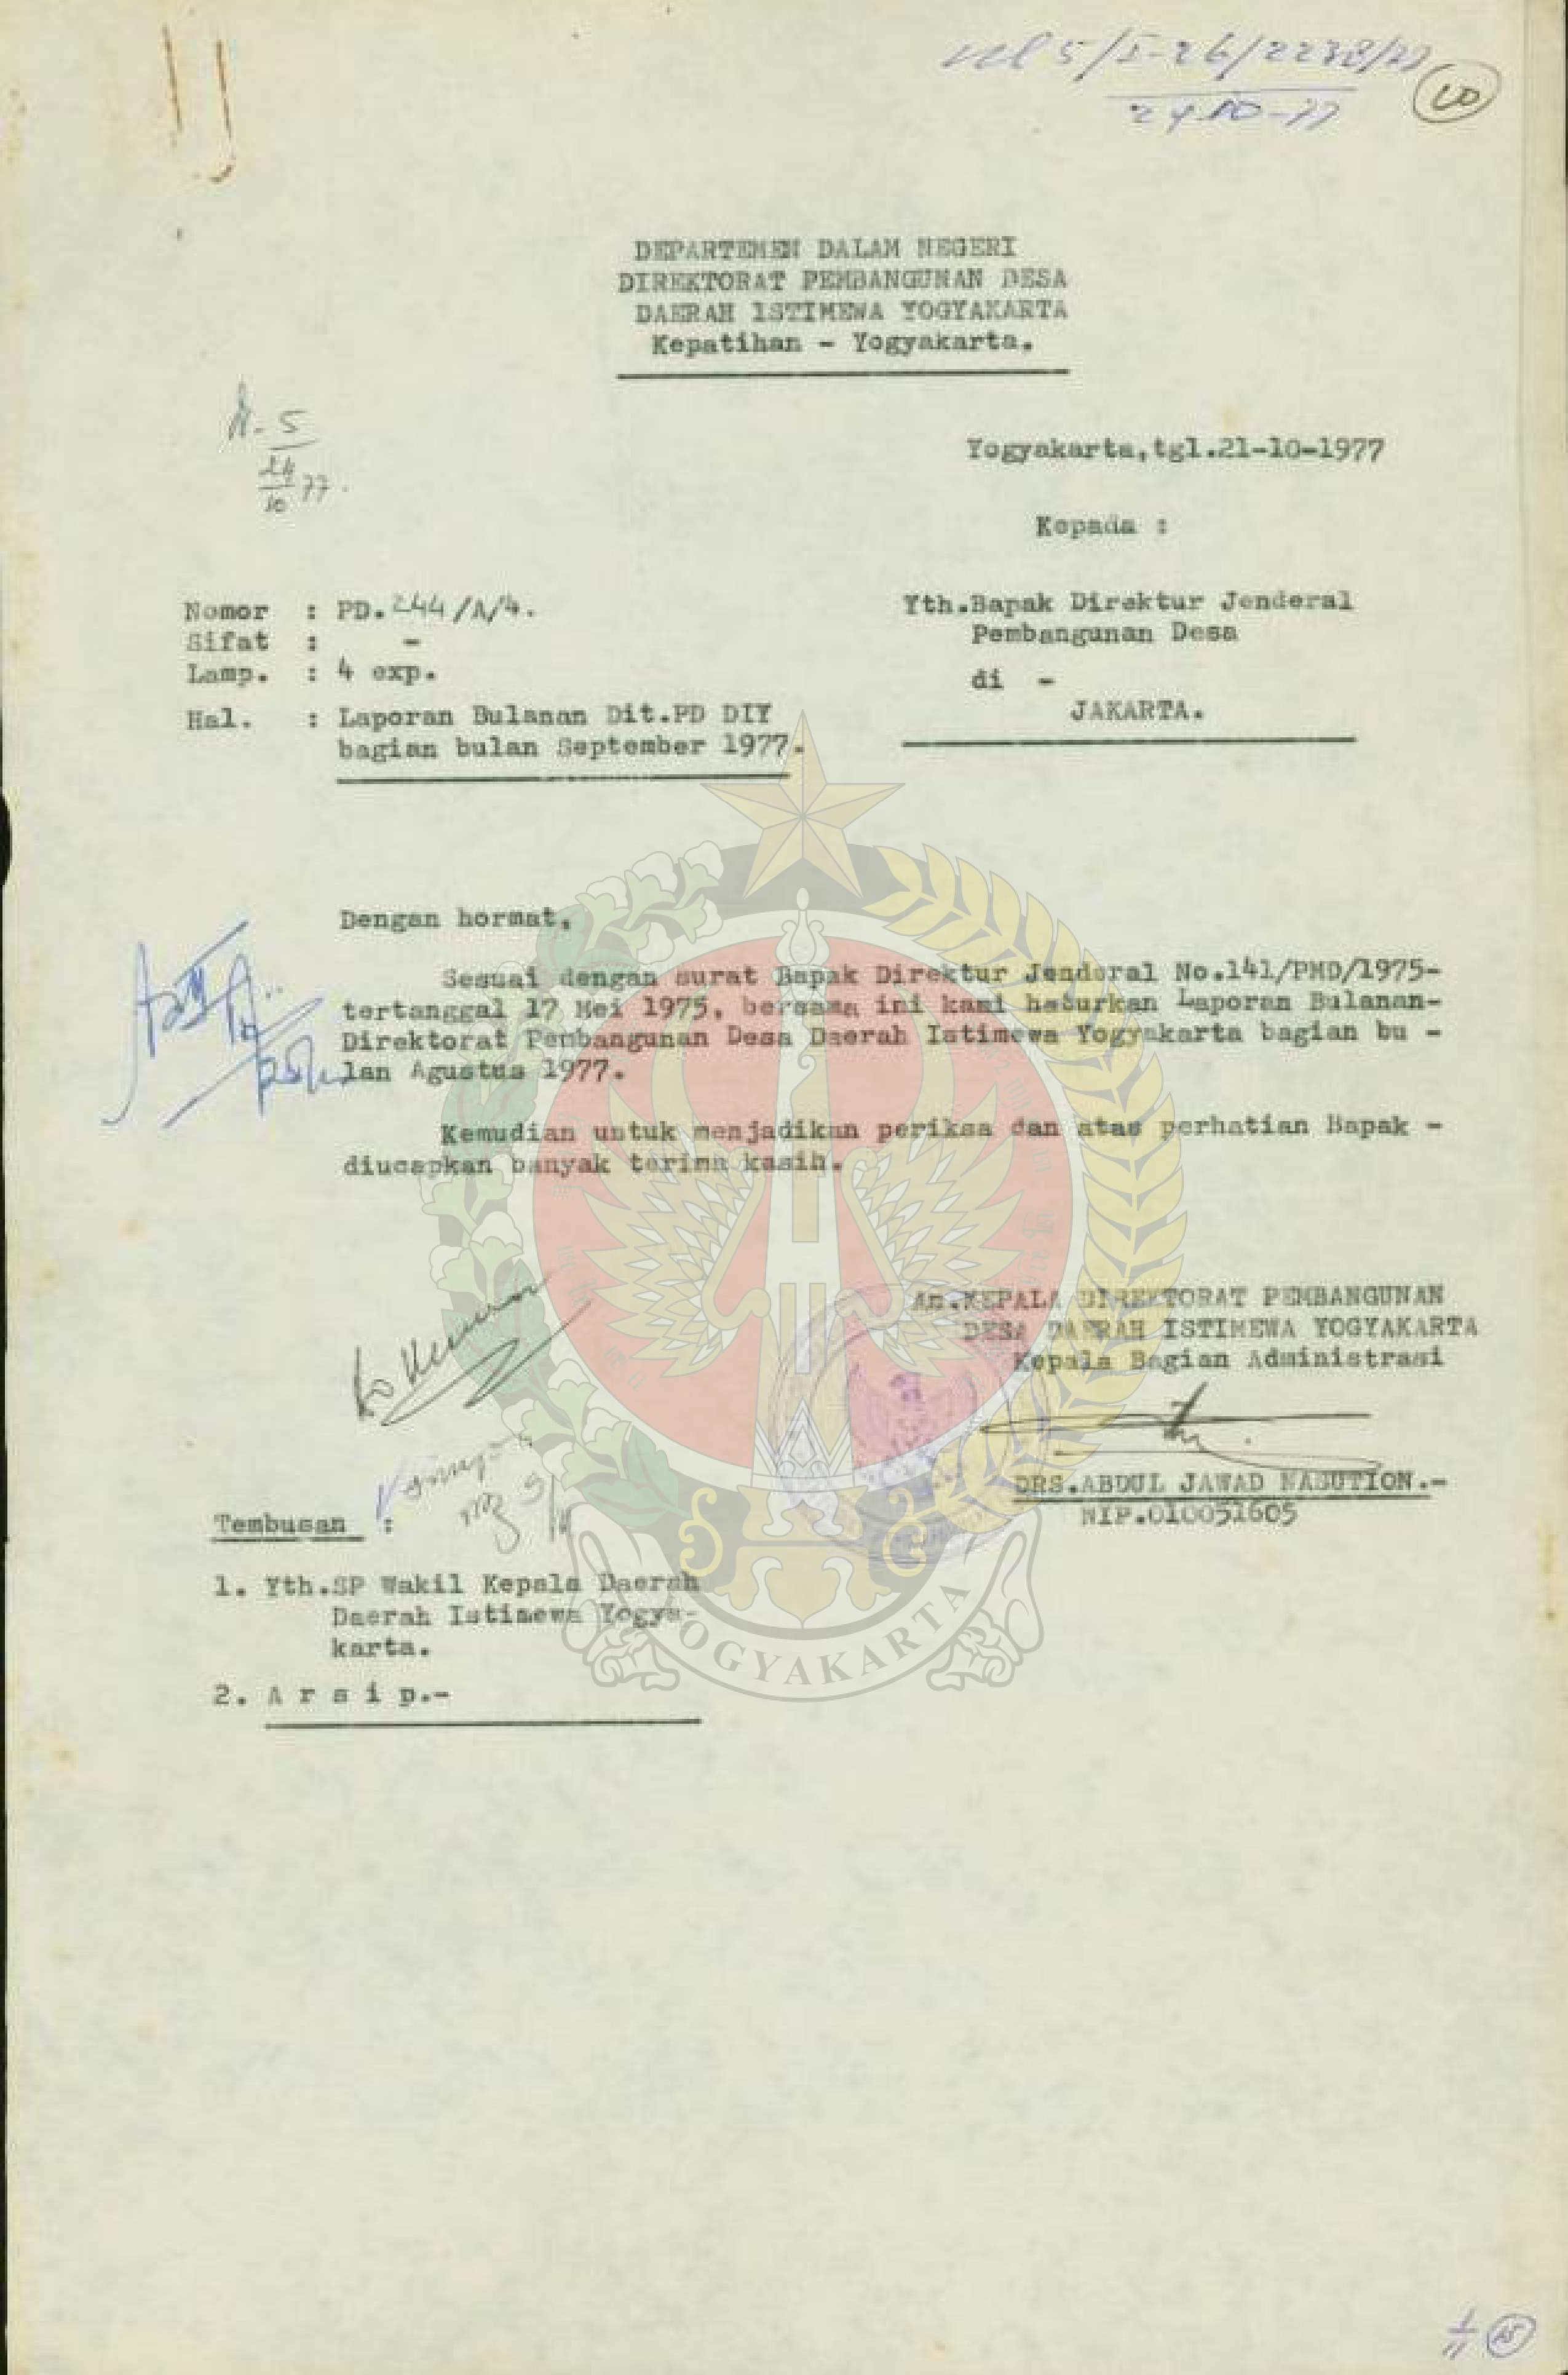 DEPARTEMEN DALAM NEGERI
DIREKTORAT PEMBANGUNAN DESA
DAERAH ISTIMEWA YOGYAKARTA
Kepatihan - Yogyakarta.
Yogyakarta,tgl.21-10-1977
Kepada :
Nomor : PD.244/A/4.
Sifat : -
Lamp. : 4 exp.
Hal. : Laporan Bulanan Dit.PD DIY
bagian bulan September 1977.
Yth.Bapak Direktur Jenderal
Pembangunan Desa
di -
JAKARTA.
Dengan hormat,
Sesuai dengan surat Bapak Direktur Jenderal No.141/PMD/1975-
tertanggal 17 Mei 1975, bersama ini kami haturkan Laporan Bulanan-
Direktorat Pembangunan Desa Daerah Istimewa Yogyakarta bagian bu -
lan Agustus 1977.
Kemudian untuk menjadikan periksa dan atas perhatian Bapak -
diucapkan banyak terima kasih.
An.KEPALA DIREKTORAT PEMBANGUNAN
DESA DAERAH ISTIMEWA YOGYAKARTA
Kepala Bagian Administrasi
DRS.ABDUL JAWAD NASUTION.-
NIP.010051605
Tembusan :
1. Yth.SP Wakil Kepala Daerah
Daerah Istimewa Yogya-
karta.
2. A r s i p.-
YOGYAKARTA